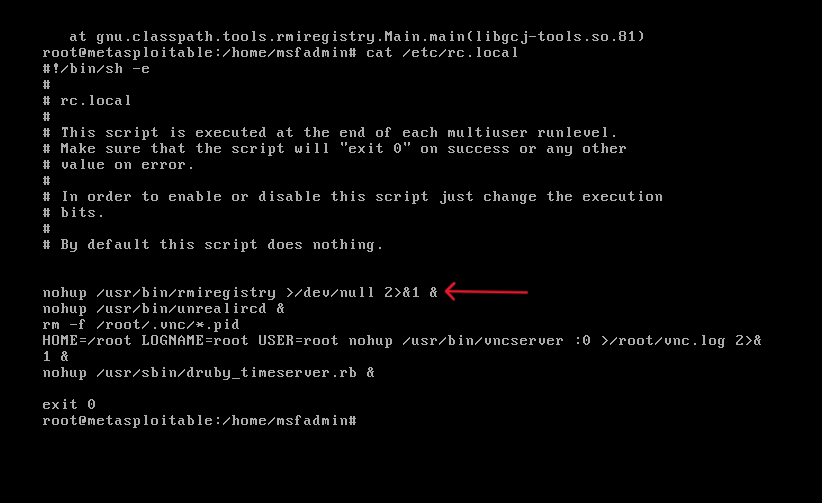 at gnu.classpath.tools.rmiregistry.Main.main(libgcj-tools.so.81)
root@metasploitable:/home/msfadmin# cat /etc/rc.local
#!/bin/sh -e
#
# rc.local
#
# This script is executed at the end of each multiuser runlevel.
# Make sure that the script will "exit 0" on success or any other
# value on error.
#
# In order to enable or disable this script just change the execution
# bits.
#
# By default this script does nothing.
nohup /usr/bin/rmiregistry >/dev/null 2>&1 &
nohup /usr/bin/unrealircd &
rm -f /root/.vnc/*.pid
HOME=/root LOGNAME=root USER=root nohup /usr/bin/vncserver :0 >/root/vnc.log 2>&
1 &
nohup /usr/sbin/druby_timeserver.rb &
exit 0
root@metasploitable:/home/msfadmin#